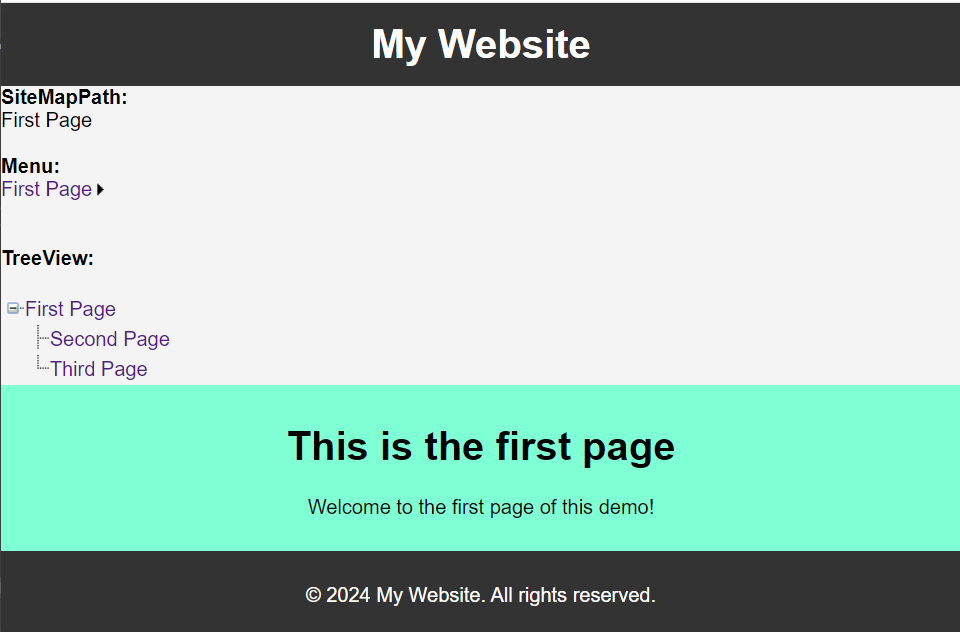 My Website
SiteMapPath:
First Page
Menu:
First Page
TreeView:
First Page
Second Page
Third Page
This is the first page
Welcome to the first page of this demo!
© 2024 My Website. All rights reserved.